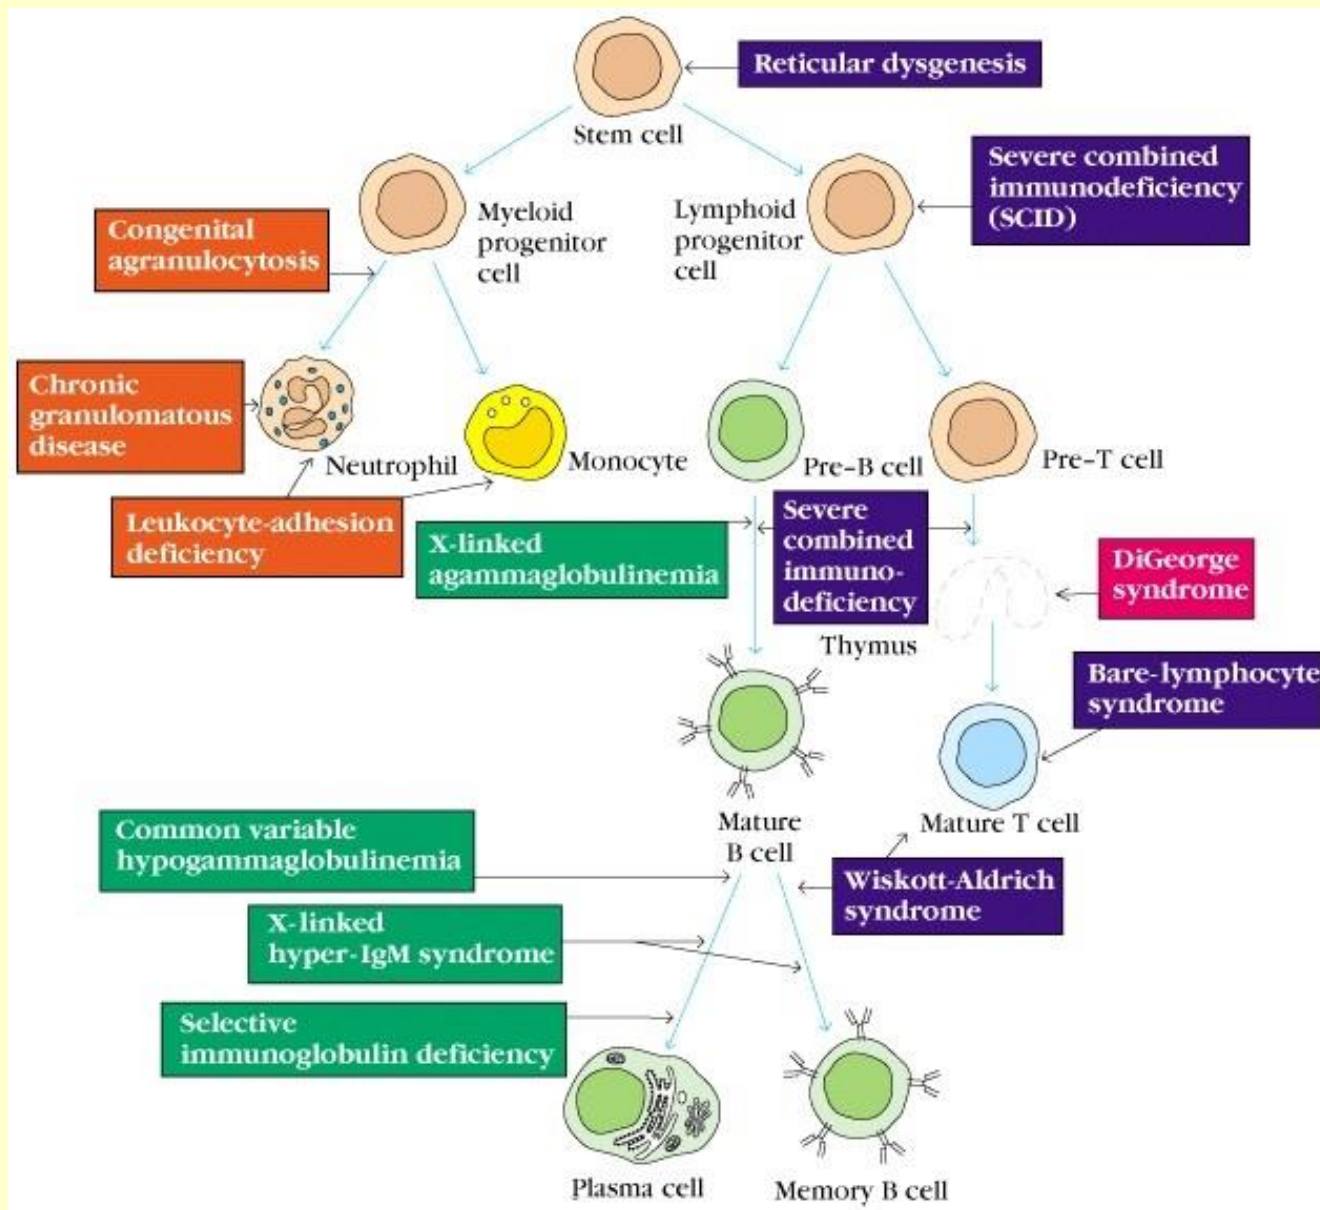 Reticular dysgenesis
Stem cell
Severe combined
immunodeficiency
(SCID)
Myeloid
progenitor
cell
Lymphoid
progenitor
cell
Congenital
agranulocytosis
Chronic
granulomatous
disease
Neutrophil
Monocyte
Pre-B cell
Pre-T cell
Leukocyte-adhesion
deficiency
X-linked
agammaglobulinemia
Severe
combined
immuno-
deficiency
DiGeorge
syndrome
Thymus
Bare-lymphocyte
syndrome
Mature
B cell
Mature T cell
Common variable
hypogammaglobulinemia
Wiskott-Aldrich
syndrome
X-linked
hyper-IgM syndrome
Selective
immunoglobulin deficiency
Plasma cell
Memory B cell